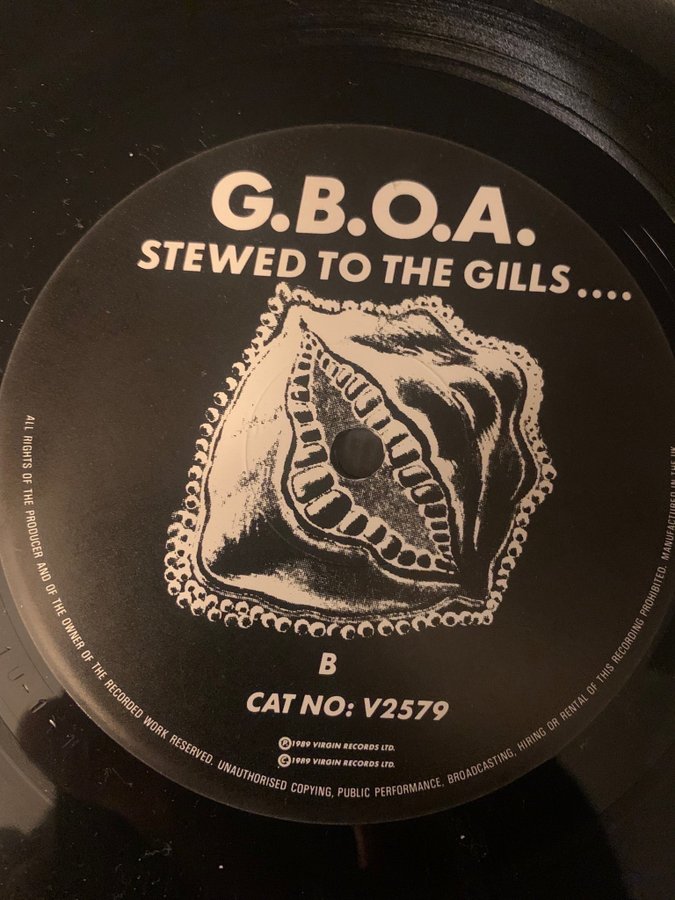 G.B.O.A.
STEWED TO THE GILLS....
B
CAT NO: V2579
Ⓟ1989 VIRGIN RECORDS LTD.
©1989 VIRGIN RECORDS LTD.
ALL RIGHTS OF THE PRODUCER AND OF THE OWNER OF THE RECORDED WORK RESERVED. UNAUTHORISED COPYING, PUBLIC PERFORMANCE, BROADCASTING, HIRING OR RENTAL OF THIS RECORDING PROHIBITED. MANUFACTURED IN THE UK